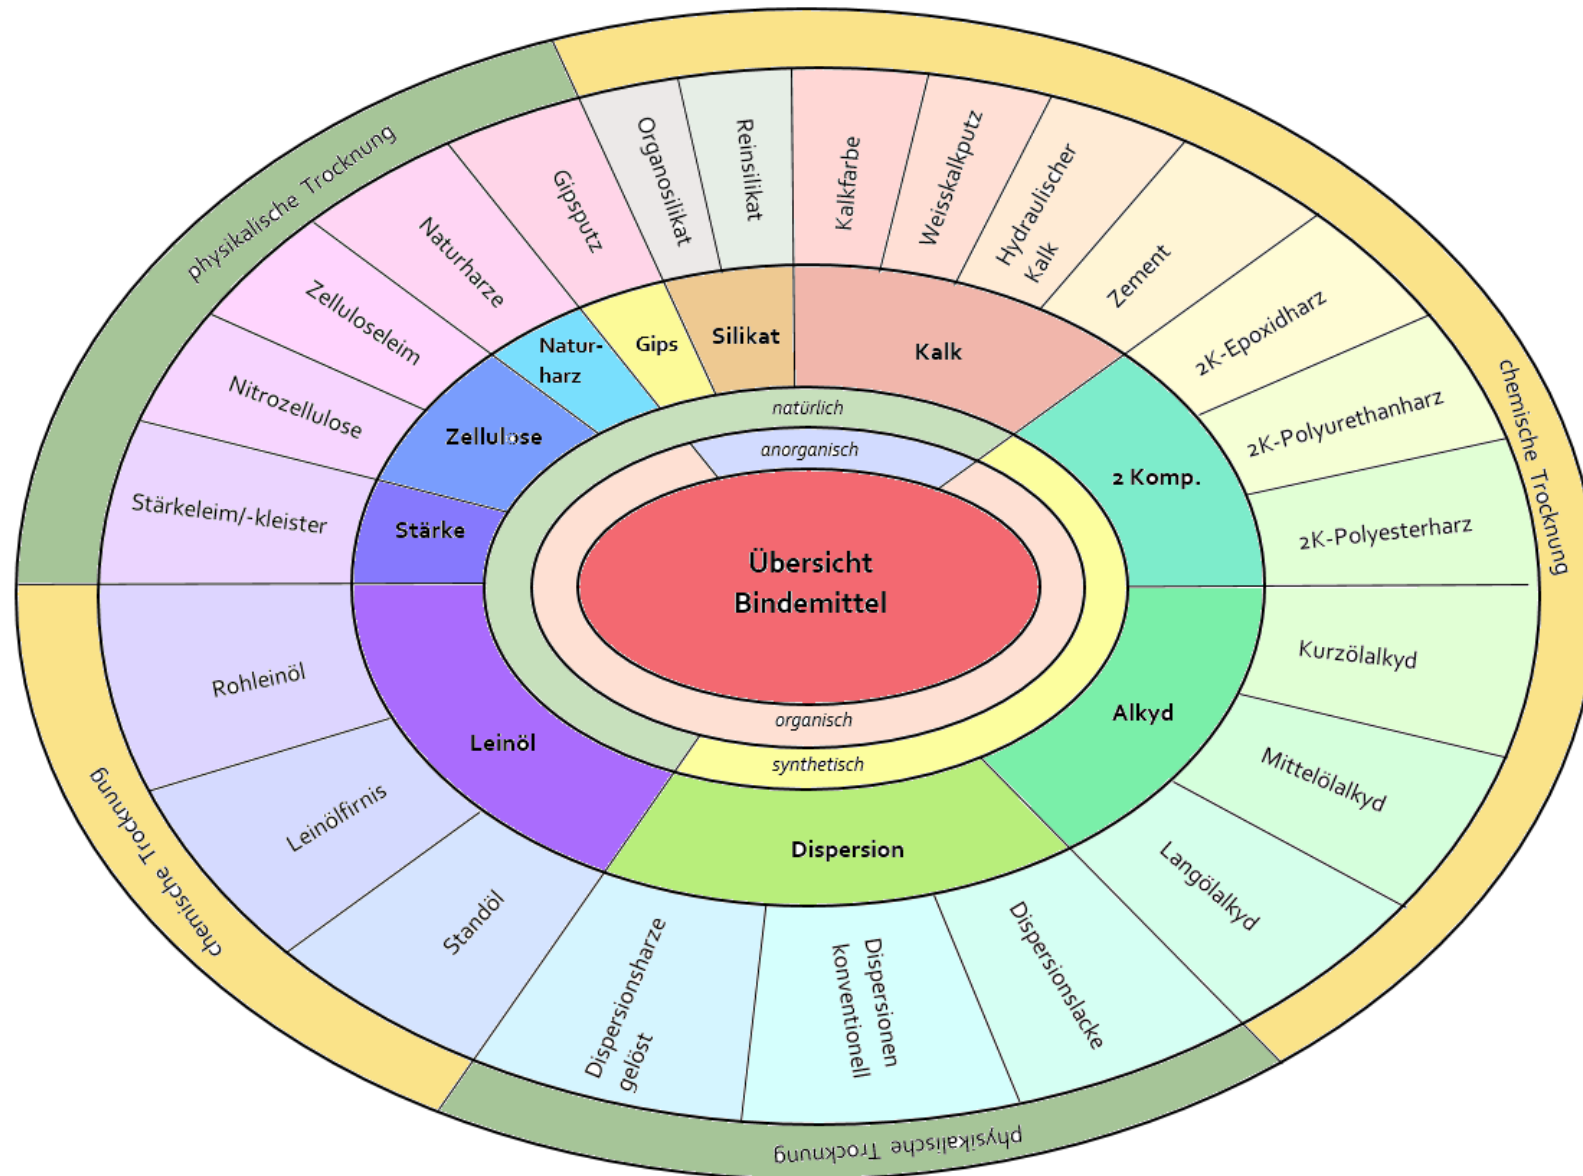 Übersicht
Bindemittel
anorganisch
organisch
natürlich
synthetisch
Silikat
Kalk
2 Komp.
Alkyd
Dispersion
Leinöl
Stärke
Zellulose
Natur-
harz
Gips
Organosilikat
Reinsilikat
Kalkfarbe
Weisskalkputz
Hydraulischer
Kalk
Zement
2K-Epoxidharz
2K-Polyurethanharz
2K-Polyesterharz
Kurzölalkyd
Mittelölalkyd
Langölalkyd
Dispersionslacke
Dispersionen
konventionell
Dispersionsharze
gelöst
Standöl
Leinölfirnis
Rohleinöl
Stärkeleim/-kleister
Nitrozellulose
Zelluloseleim
Naturharze
Gipsputz
chemische Trocknung
physikalische Trocknung
chemische Trocknung
physikalische Trocknung